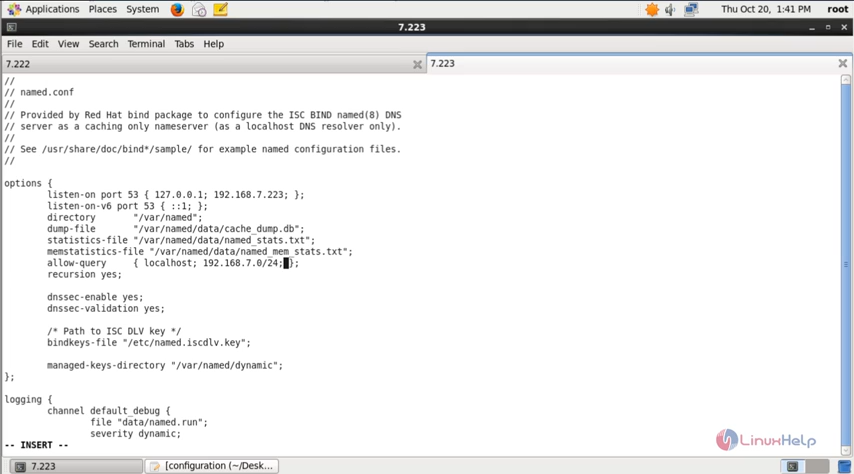 Applications Places System Thu Oct 20, 1:41 PM root
7.223
File Edit View Search Terminal Tabs Help
7.222 7.223
//
// named.conf
//
// Provided by Red Hat bind package to configure the ISC BIND named(8) DNS
// server as a caching only nameserver (as a localhost DNS resolver only).
//
// See /usr/share/doc/bind*/sample/ for example named configuration files.
//
options {
listen-on port 53 { 127.0.0.1; 192.168.7.223; };
listen-on-v6 port 53 { ::1; };
directory "/var/named";
dump-file "/var/named/data/cache_dump.db";
statistics-file "/var/named/data/named_stats.txt";
memstatistics-file "/var/named/data/named_mem_stats.txt";
allow-query { localhost; 192.168.7.0/24; };
recursion yes;
dnssec-enable yes;
dnssec-validation yes;
/* Path to ISC DLV key */
bindkeys-file "/etc/named.iscdlv.key";
managed-keys-directory "/var/named/dynamic";
};
logging {
channel default_debug {
file "data/named.run";
severity dynamic;
-- INSERT --
LinuxHelp
7.223 [configuration (~/Desk...